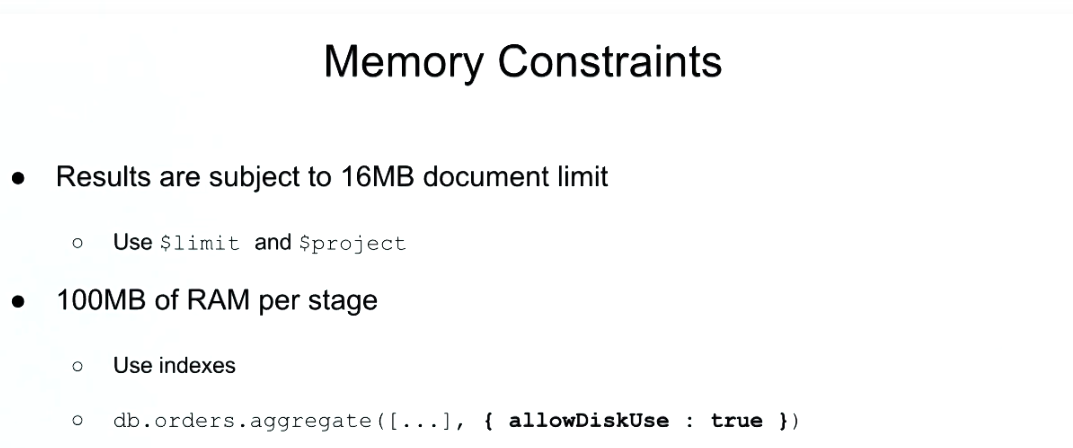 Memory Constraints
● Results are subject to 16MB document limit
○ Use $limit and $project
● 100MB of RAM per stage
○ Use indexes
○ db.orders.aggregate([...], { allowDiskUse : true })